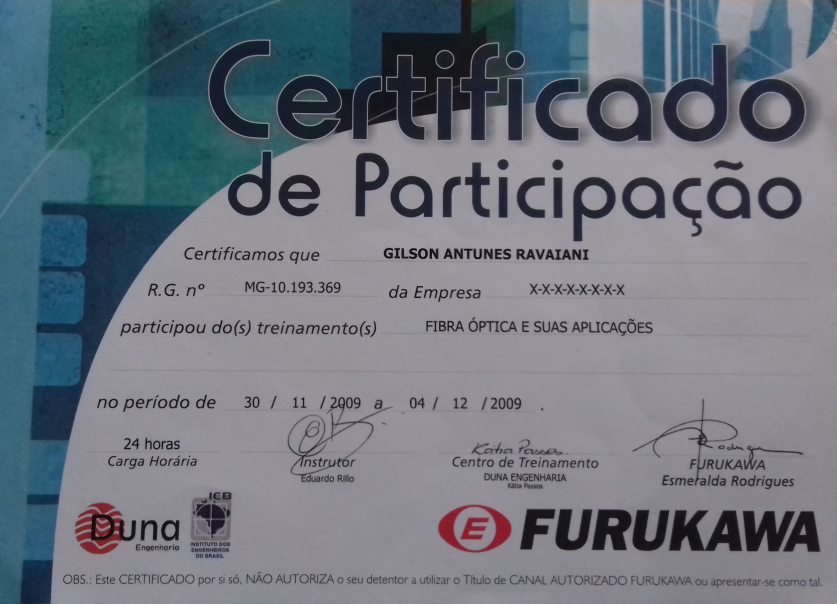 Certificado
de Participação
Certificamos que GILSON ANTUNES RAVAIANI
R.G. nº MG-10.193.369 da Empresa X-X-X-X-X-X-X-X
participou do(s) treinamento(s) FIBRA ÓPTICA E SUAS APLICAÇÕES
no período de 30 / 11 / 2009 a 04 / 12 / 2009 .
24 horas
Carga Horária
Instrutor
Eduardo Rillo
Kátia Passos
Centro de Treinamento
DUNA ENGENHARIA
Kátia Passos
Rodrigues
FURUKAWA
Esmeralda Rodrigues
Duna
Engenharia
ICB
INSTITUTO DOS
ENGENHEIROS
DO BRASIL
E FURUKAWA
OBS.: Este CERTIFICADO por si só, NÃO AUTORIZA o seu detentor a utilizar o Título de CANAL AUTORIZADO FURUKAWA ou apresentar-se como tal.